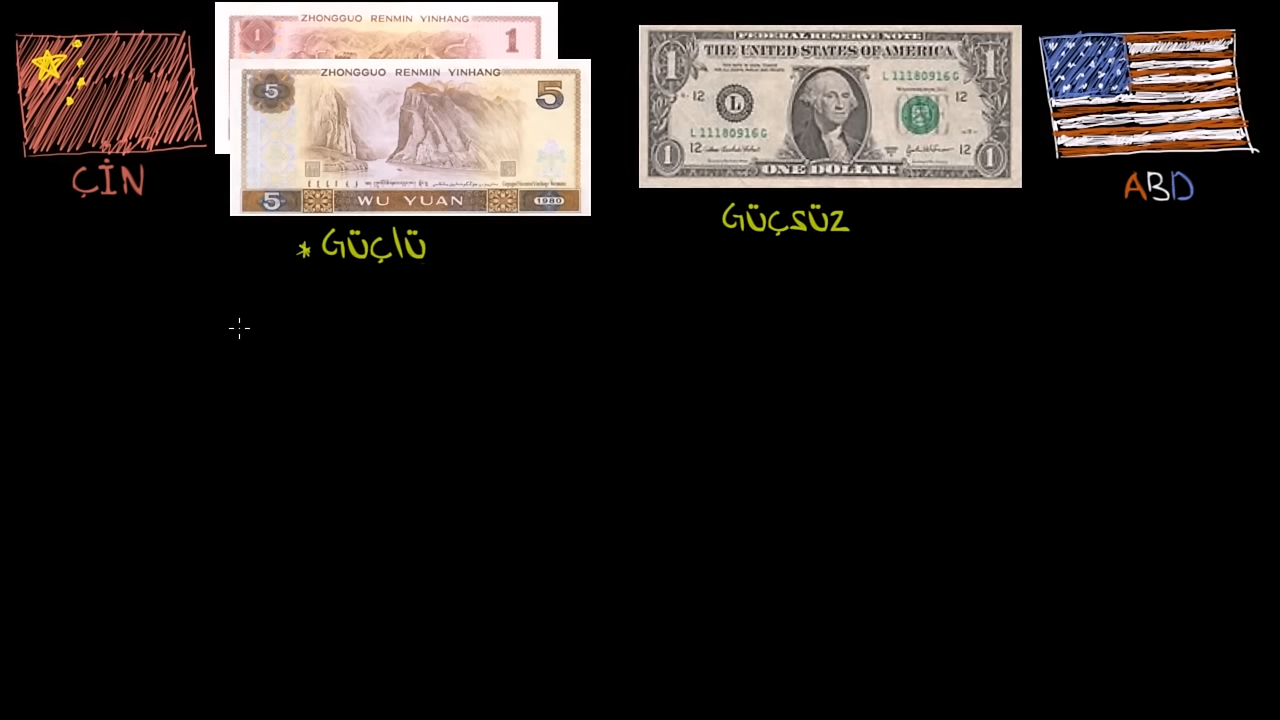 ZHONGGUO RENMIN YINHANG
1
1
ZHONGGUO RENMIN YINHANG
5
5
5
WU YUAN
1980
ÇİN
* GÜÇLÜ
FEDERAL RESERVE NOTE
THE UNITED STATES OF AMERICA
1
1
L 11180916 G
12
L
12
L 11180916 G
12
12
1
1
ONE DOLLAR
GÜÇSÜZ
ABD